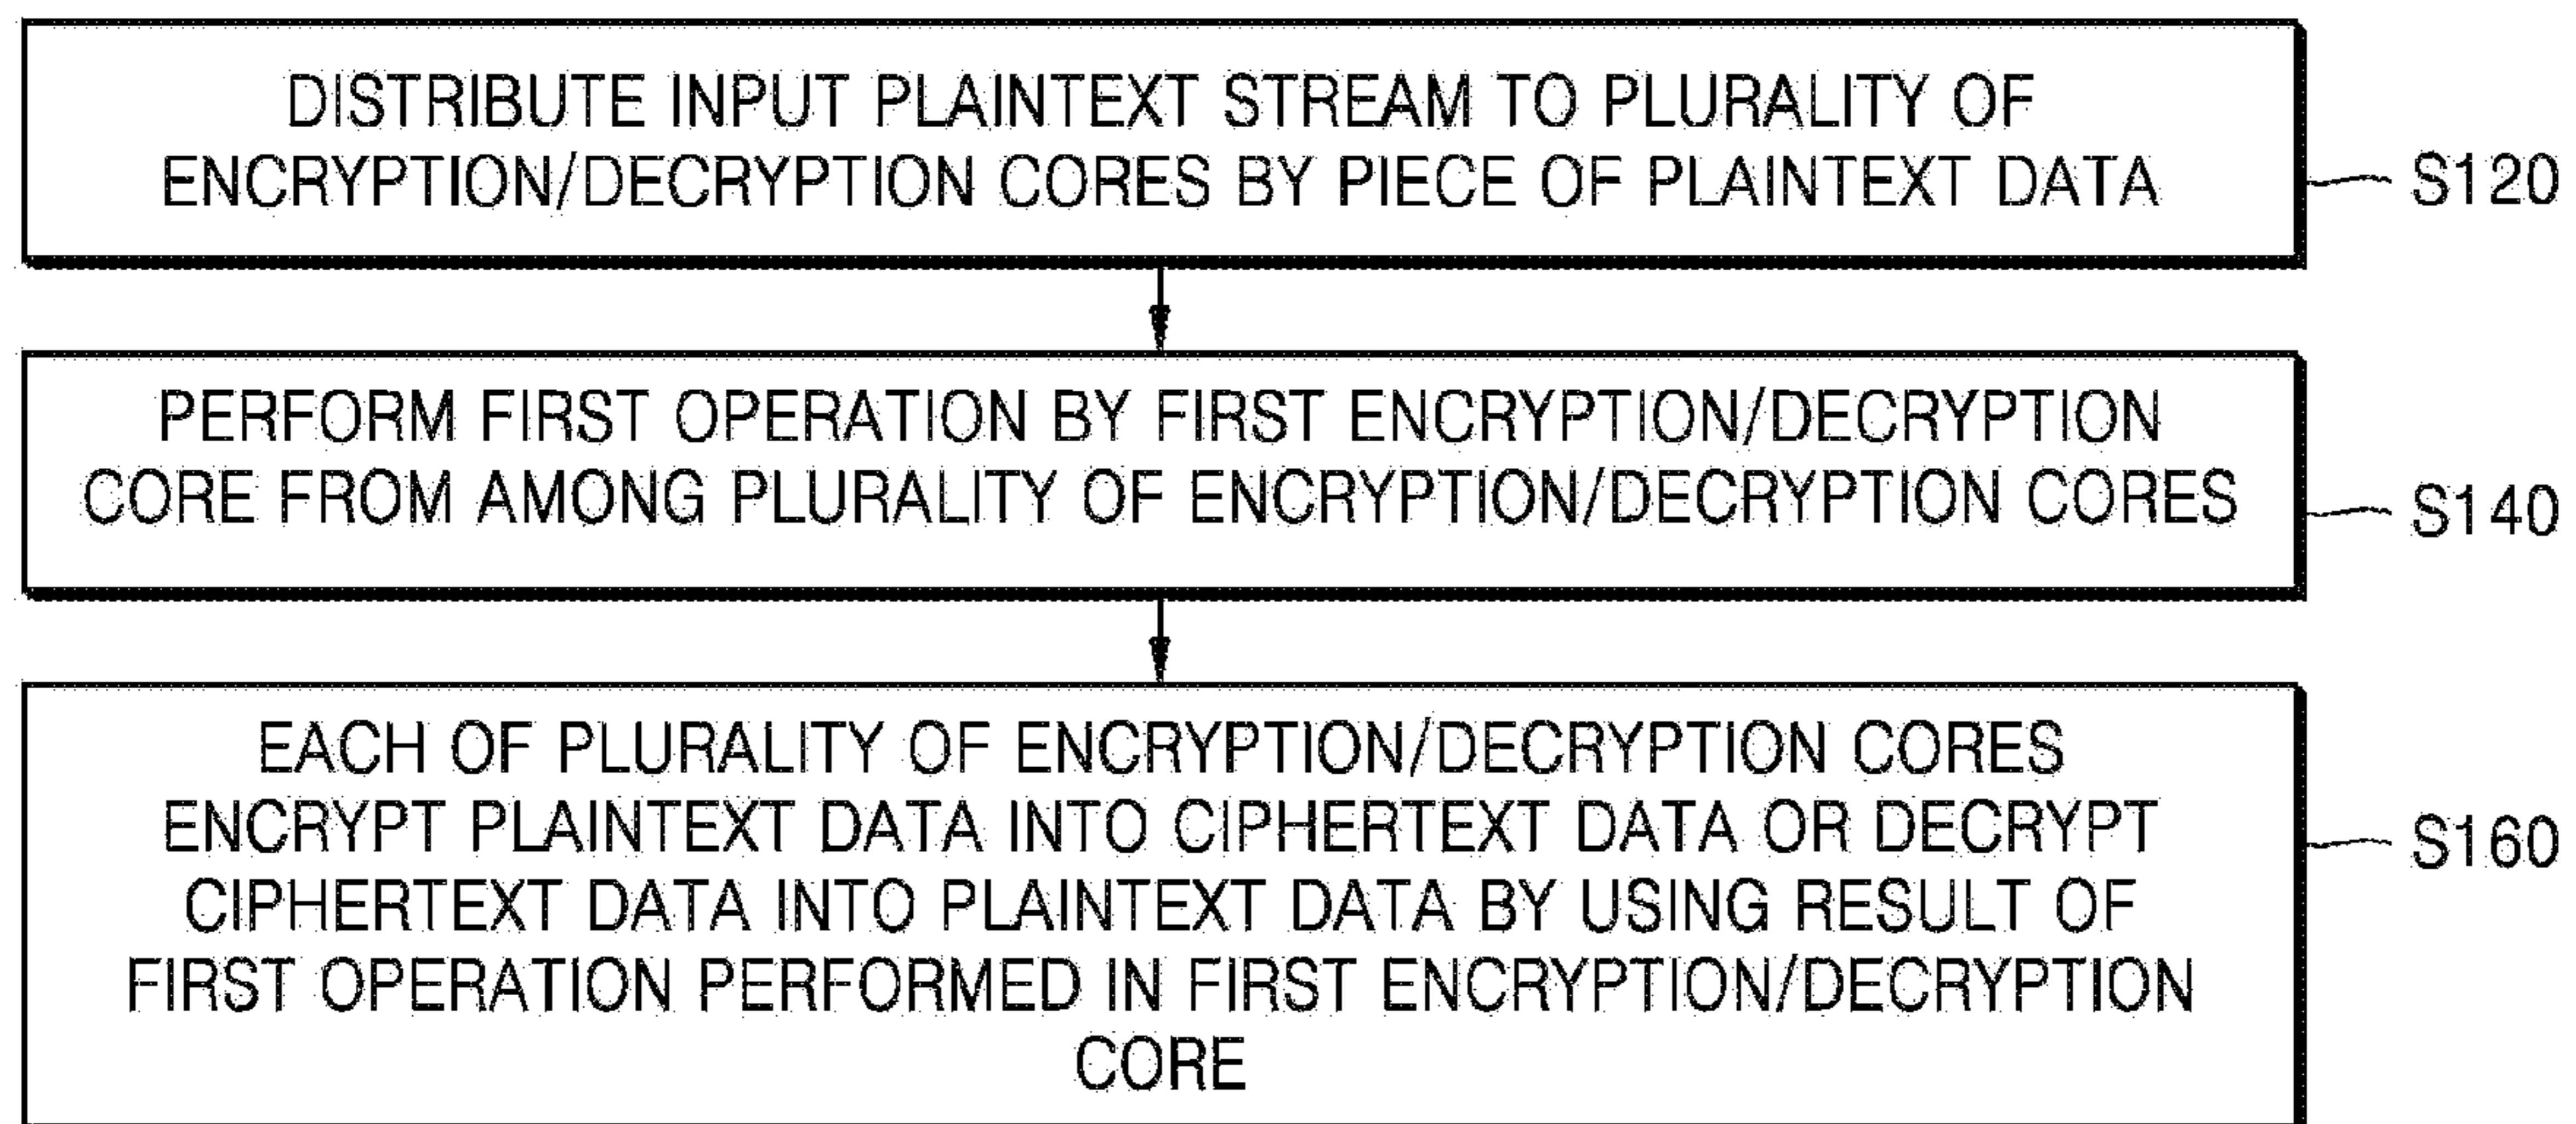 DISTRIBUTE INPUT PLAINTEXT STREAM TO PLURALITY OF
ENCRYPTION/DECRYPTION CORES BY PIECE OF PLAINTEXT DATA
S120
PERFORM FIRST OPERATION BY FIRST ENCRYPTION/DECRYPTION
CORE FROM AMONG PLURALITY OF ENCRYPTION/DECRYPTION CORES
S140
EACH OF PLURALITY OF ENCRYPTION/DECRYPTION CORES
ENCRYPT PLAINTEXT DATA INTO CIPHERTEXT DATA OR DECRYPT
CIPHERTEXT DATA INTO PLAINTEXT DATA BY USING RESULT OF
FIRST OPERATION PERFORMED IN FIRST ENCRYPTION/DECRYPTION
CORE
S160